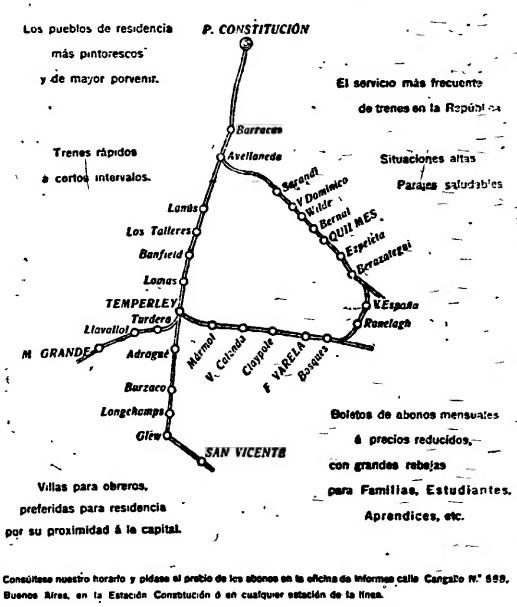 Los pueblos de residencia
más pintorescos
y de mayor porvenir.
P. CONSTITUCIÓN
El servicio más frecuente
de trenes en la República
Trenes rápidos
a cortos intervalos.
Situaciones altas
Parajes saludables
Barracas
Avellaneda
Sarandí
V Dominico
Wilde
Bernal
QUILMES
Ezpeleta
Berazategui
V. España
Ranelagh
Lanús
Los Talleres
Banfield
Lomas
TEMPERLEY
Turdera
Llavallol
M. GRANDE
Adrogué
Mármol
V. Calzada
Claypole
F VARELA
Bosques
Burzaco
Longchamps
Glew
SAN VICENTE
Boletos de abonos mensuales
á precios reducidos,
con grandes rebajas
para Familias, Estudiantes,
Aprendices, etc.
Villas para obreros,
preferidas para residencia
por su proximidad á la capital.
Consúltese nuestro horario y pídase el precio de los abonos en la oficina de informes calle Cangallo N.º 558,
Buenos Aires, en la Estación Constitución ó en cualquier estación de la línea.